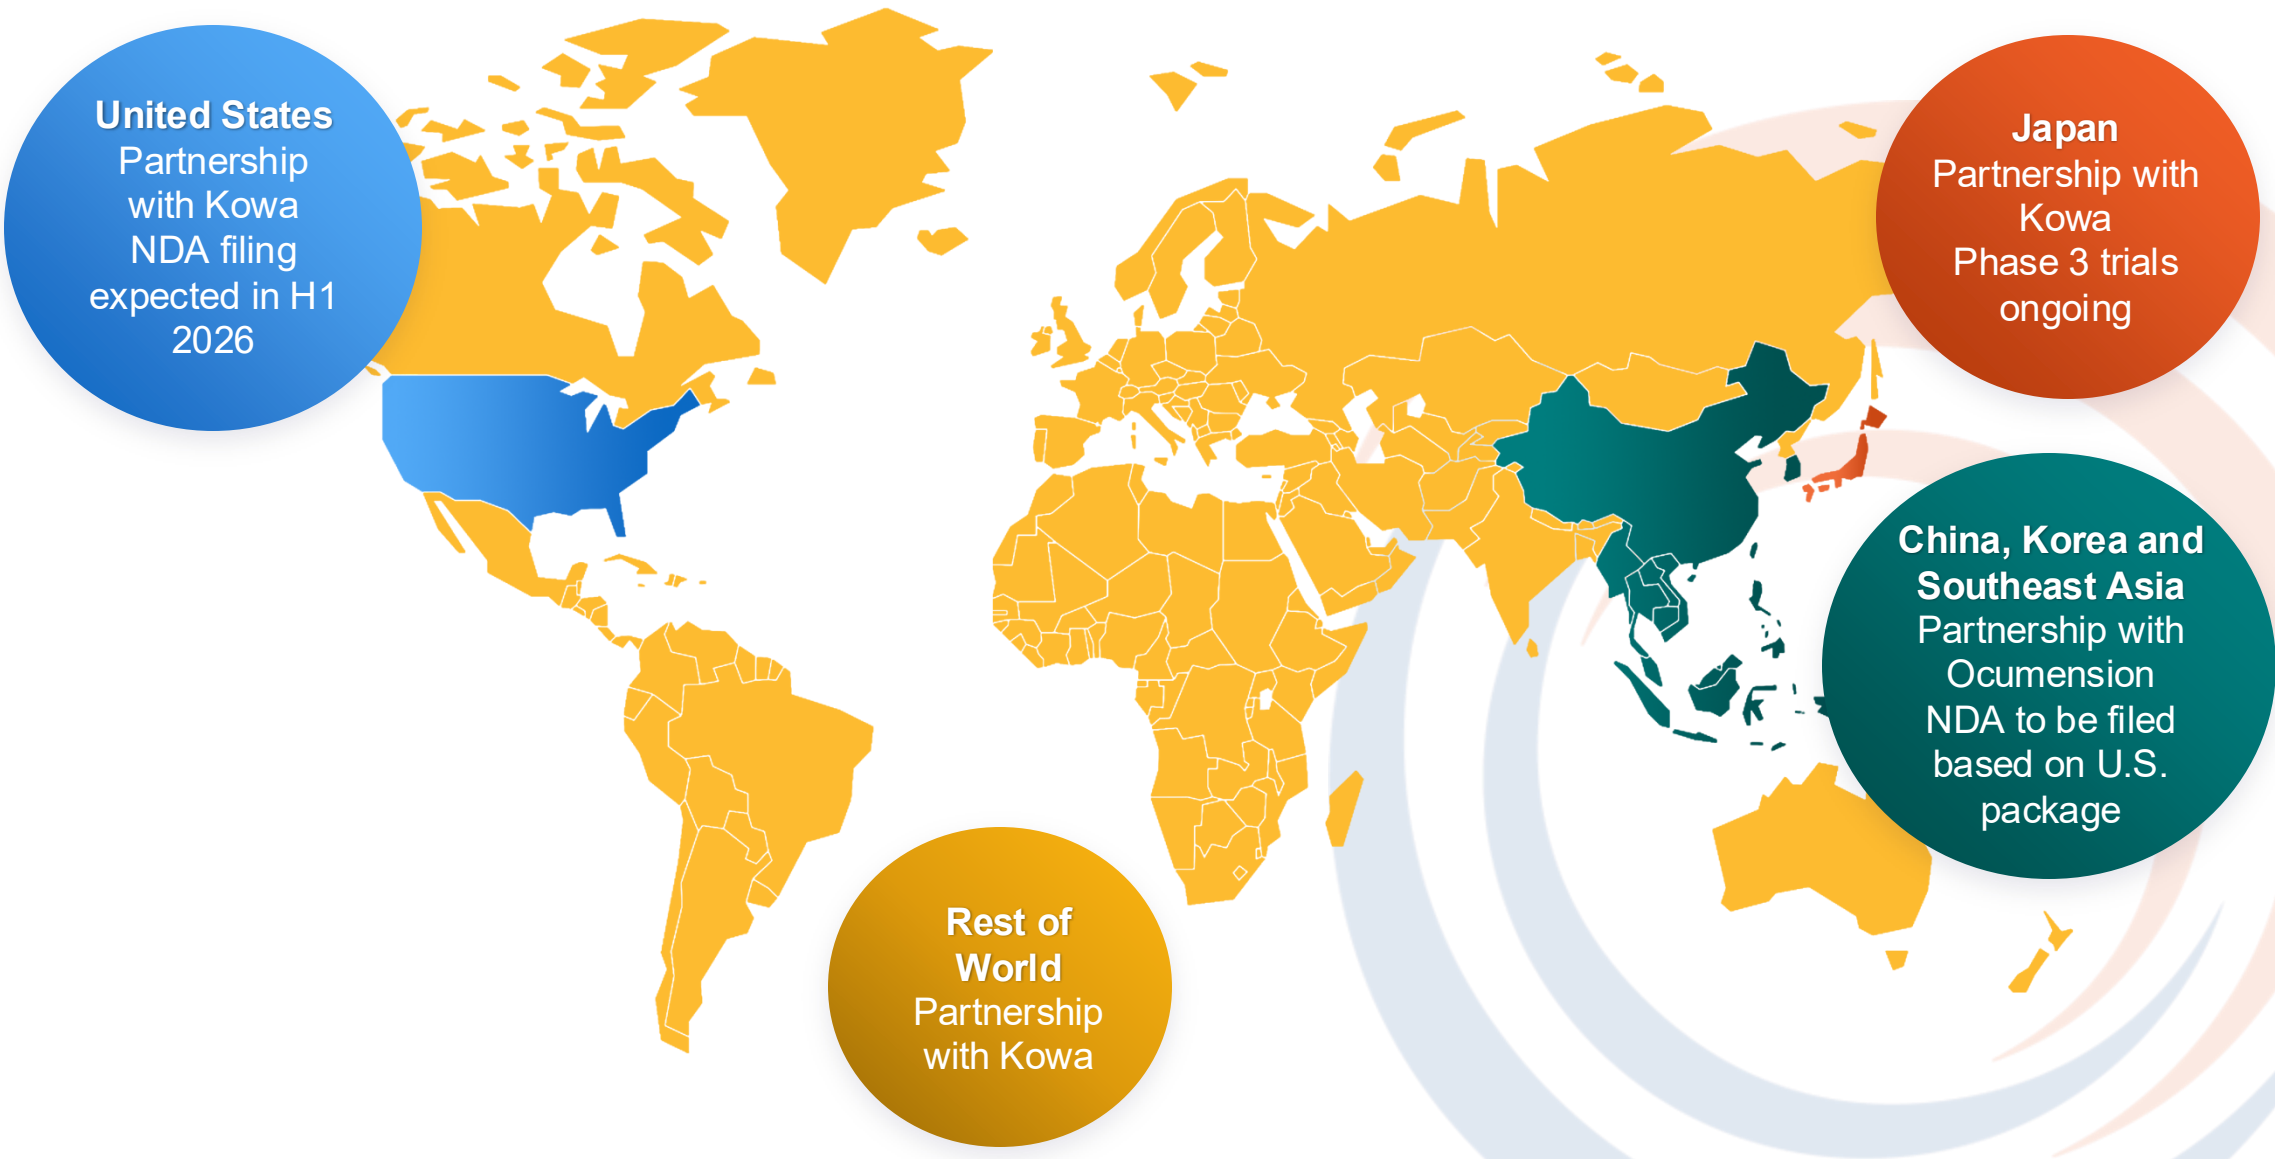 United States
Partnership
with Kowa
NDA filing
expected in H1
2026
Japan
Partnership with
Kowa
Phase 3 trials
ongoing
China, Korea and
Southeast Asia
Partnership with
Ocumension
NDA to be filed
based on U.S.
package
Rest of
World
Partnership
with Kowa